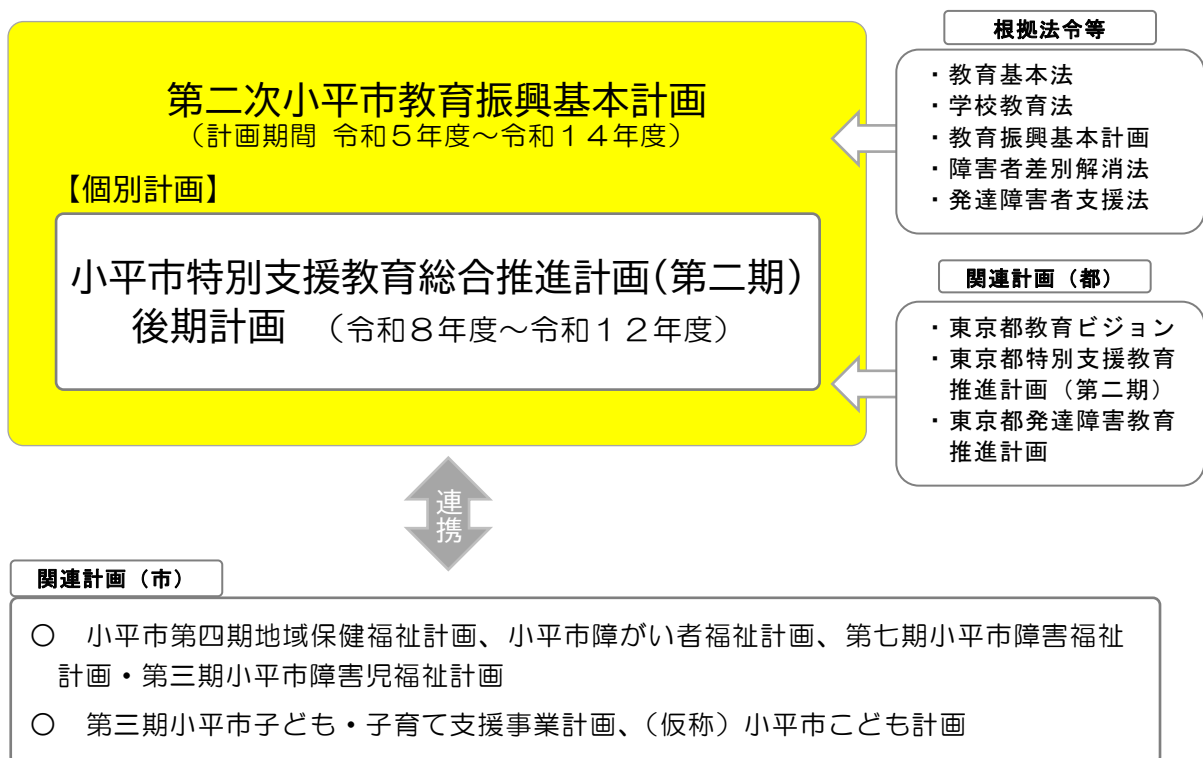 第二次小平市教育振興基本計画
（計画期間 令和５年度～令和１４年度）
【個別計画】
小平市特別支援教育総合推進計画(第二期)
後期計画 （令和８年度～令和１２年度）
根拠法令等
・教育基本法
・学校教育法
・教育振興基本計画
・障害者差別解消法
・発達障害者支援法
関連計画（都）
・東京都教育ビジョン
・東京都特別支援教育
推進計画（第二期）
・東京都発達障害教育
推進計画
連
携
関連計画（市）
○ 小平市第四期地域保健福祉計画、小平市障がい者福祉計画、第七期小平市障害福祉
計画・第三期小平市障害児福祉計画
○ 第三期小平市子ども・子育て支援事業計画、（仮称）小平市こども計画